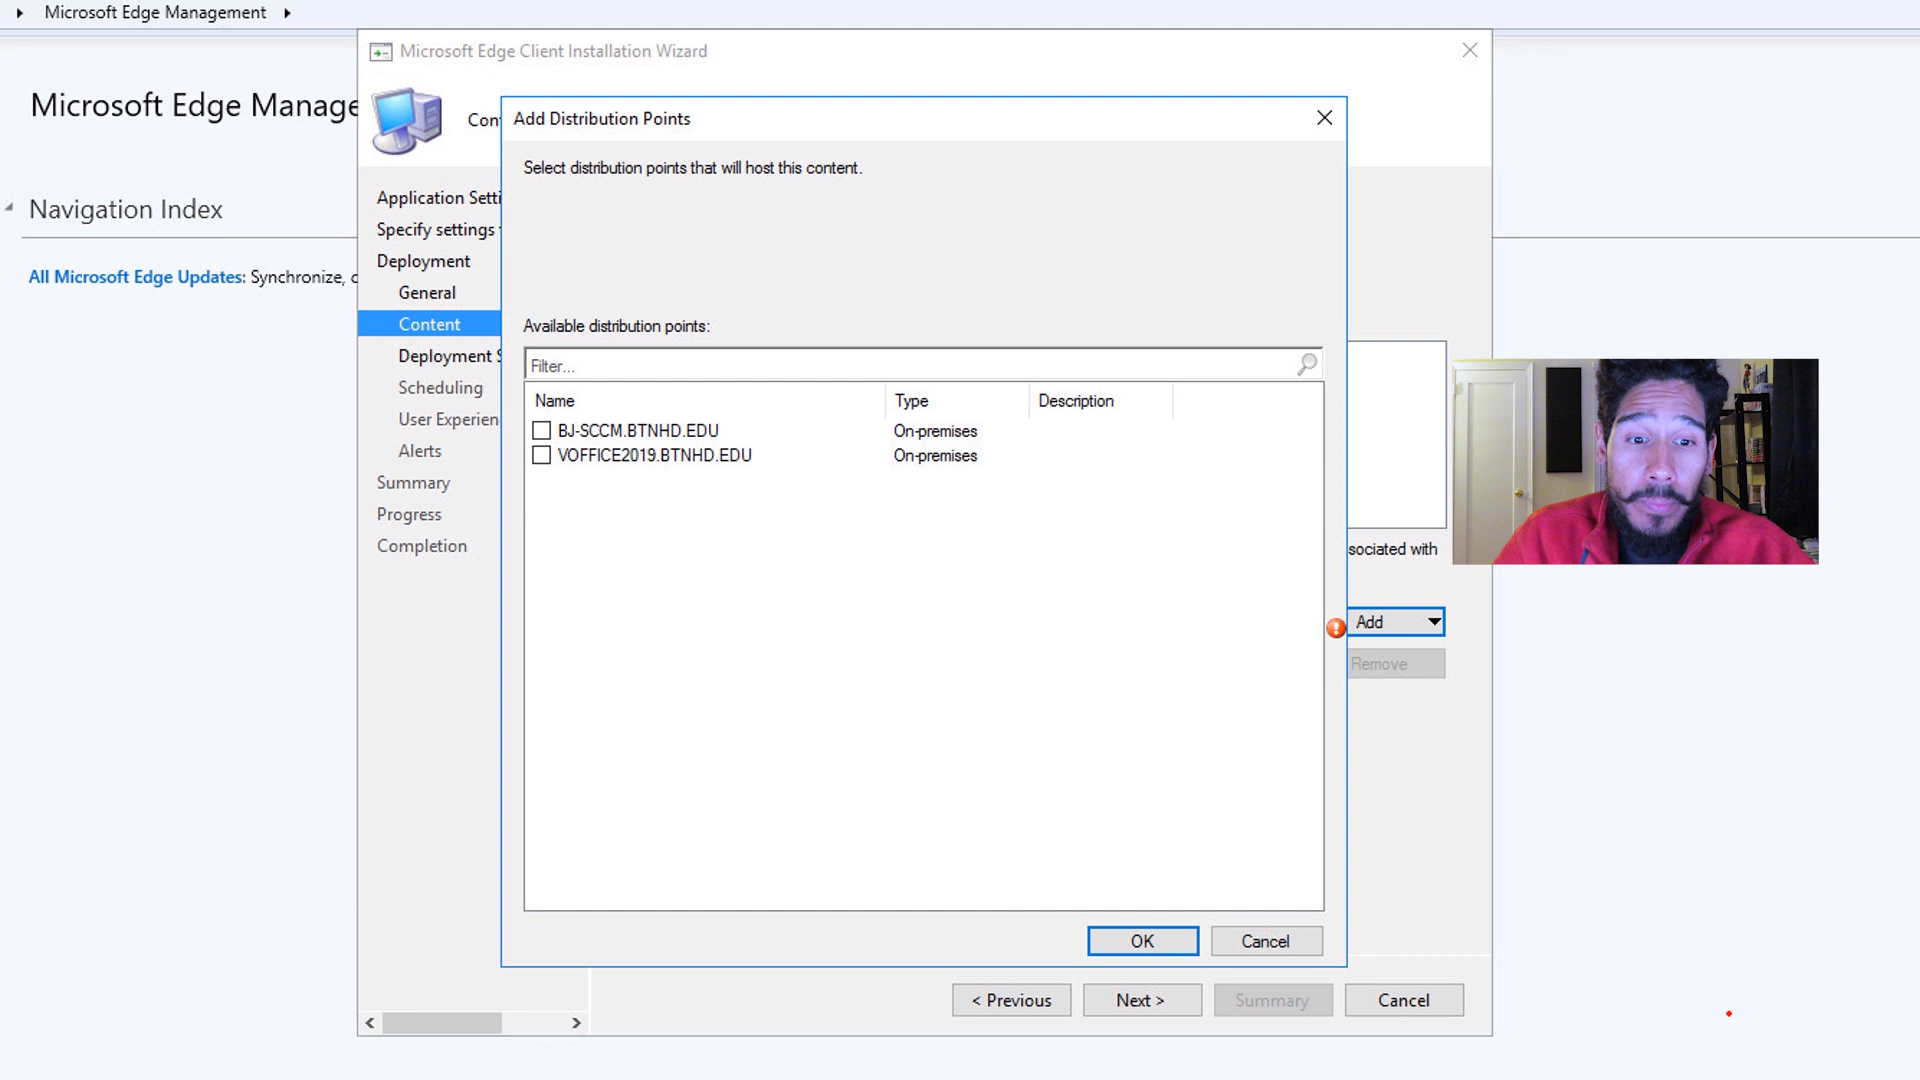 Microsoft Edge Management
Microsoft Edge Client Installation Wizard
Microsoft Edge Manage
Con
Add Distribution Points
Select distribution points that will host this content.
Application Setti
Navigation Index
Specify settings
Deployment
All Microsoft Edge Updates: Synchronize, c
General
Content
Available distribution points:
Deployment S
Filter...
Scheduling
Name Type Description
User Experien
BJ-SCCM.BTNHD.EDU On-premises
Alerts
VOFFICE2019.BTNHD.EDU On-premises
Summary
Progress
Completion
sociated with
Add
Remove
OK Cancel
< Previous Next > Summary Cancel